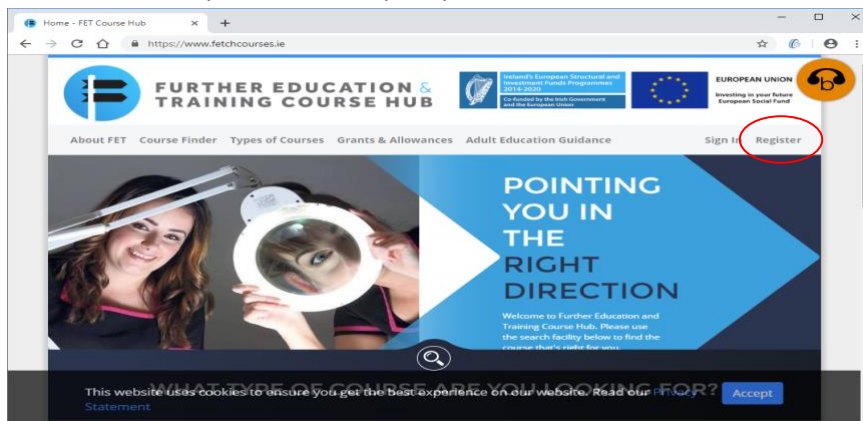 Home - FET Course Hub
https://www.fetchcourses.ie
FURTHER EDUCATION &
TRAINING COURSE HUB
Ireland's European Structural and
Investment Funds Programmes
2014-2020
Co-funded by the Irish Government
and the European Union
EUROPEAN UNION
Investing in your future
European Social Fund
b
About FET Course Finder Types of Courses Grants & Allowances Adult Education Guidance Sign In Register
POINTING
YOU IN
THE
RIGHT
DIRECTION
Welcome to Further Education and
Training Course Hub. Please use
the search facility below to find the
course that's right for you.
WHAT TYPE OF COURSE ARE YOU LOOKING FOR?
This website uses cookies to ensure you get the best experience on our website. Read our Privacy
Statement
Accept